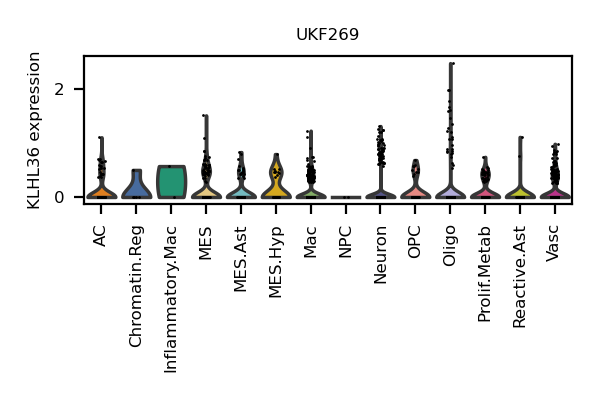 UKF269
KLHL36 expression
2
0
AC
Chromatin.Reg
Inflammatory.Mac
MES
MES.Ast
MES.Hyp
Mac
NPC
Neuron
OPC
Oligo
Prolif.Metab
Reactive.Ast
Vasc